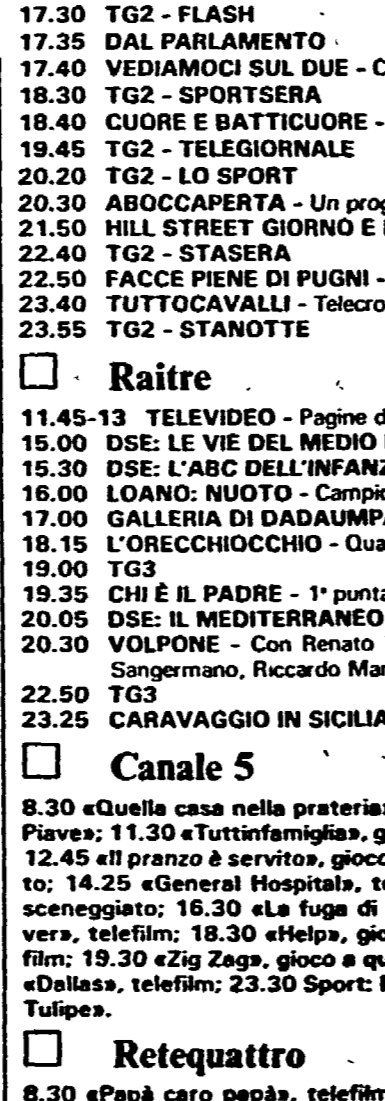 17.30 TG2 - FLASH
17.35 DAL PARLAMENTO
17.40 VEDIAMOCI SUL DUE - C
18.30 TG2 - SPORTSERA
18.40 CUORE E BATTICUORE -
19.45 TG2 - TELEGIORNALE
20.20 TG2 - LO SPORT
20.30 ABOCCAPERTA - Un prog
21.50 HILL STREET GIORNO E
22.40 TG2 - STASERA
22.50 FACCE PIENE DI PUGNI -
23.40 TUTTOCAVALLI - Telecro
23.55 TG2 - STANOTTE
Raitre
11.45-13 TELEVIDEO - Pagine d
15.00 DSE: LE VIE DEL MEDIO
15.30 DSE: L'ABC DELL'INFANZ
16.00 LOANO: NUOTO - Campio
17.00 GALLERIA DI DADAUMPA
18.15 L'ORECCHIOCCHIO - Qua
19.00 TG3
19.35 CHI È IL PADRE - 1ª punta
20.05 DSE: IL MEDITERRANEO
20.30 VOLPONE - Con Renato
Sangermano, Riccardo Mar
22.50 TG3
23.25 CARAVAGGIO IN SICILIA
Canale 5
8.30 «Quella casa nella prateria»
Piave»; 11.30 «Tuttinfamiglia», g
12.45 «Il pranzo è servito», gioco
to; 14.25 «General Hospital», te
sceneggiato; 16.30 «La fuga di
ver», telefilm; 18.30 «Help», gio
film; 19.30 «Zig Zag», gioco a qu
«Dallas», telefilm; 23.30 Sport:
Tulipe».
Retequattro
8.30 «Papà caro papà», telefilm